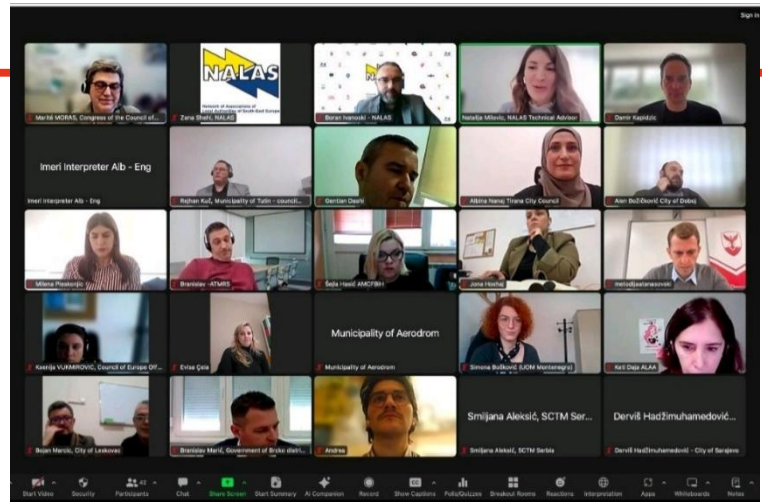 Sign in
NALAS
Network of Associations of
Local Authorities of South-East Europe
Maritê MORAS, Congress of the Council of...
Zana Shehi, NALAS
Boran Ivanoski - NALAS
Natalija Milovic, NALAS Technical Advisor
Damir Kapidzic
Imeri Interpreter Alb - Eng
Imeri Interpreter Alb - Eng
Rejhan Kuč, Municipality of Tutin - council...
Gentian Dashi
Albina Nanaj Tirana City Council
Alen Božičković City of Doboj
Milena Pleakonjic
Branislav -ATMRS
Šejla Hasić AMCFBIH
Jona Hoxhaj
metodijaatanasovski
Ksenija VUKMIROVIĆ, Council of Europe Off...
Evisa Çela
Municipality of Aerodrom
Municipality of Aerodrom
Simona Bošković (UOM Montenegro)
Keti Daja ALAA
Bojan Marcic, City of Leskovac
Branislav Marić, Government of Brcko distri...
Andrea
Smiljana Aleksić, SCTM Ser...
Smiljana Aleksić, SCTM Serbia
Derviš Hadžimuhamedović...
Derviš Hadžimuhamedović - City of Sarajevo
Start Video Security Participants 43 Chat Share Screen Start Summary AI Companion Record Show Captions Polls/Quizzes Breakout Rooms Reactions Interpretation Apps Whiteboards Notes